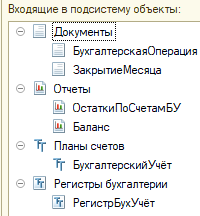 Входящие в подсистему объекты:
Документы
БухгалтерскаяОперация
ЗакрытиеМесяца
Отчеты
ОстаткиПоСчетамБУ
Баланс
Планы счетов
БухгалтерскийУчёт
Регистры бухгалтерии
РегистрБухУчёт